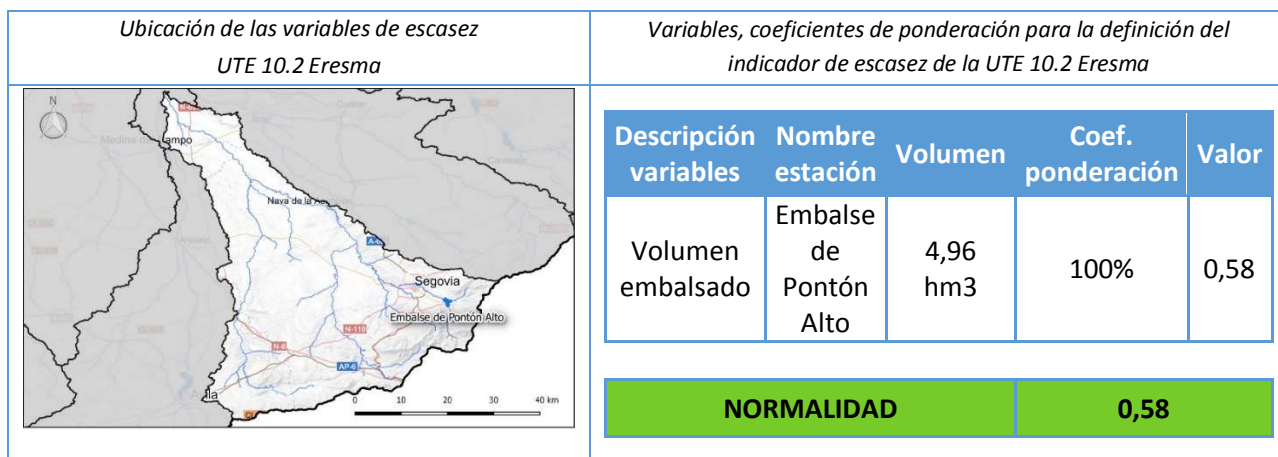 Ubicación de las variables de escasez
UTE 10.2 Eresma
Variables, coeficientes de ponderación para la definición del
indicador de escasez de la UTE 10.2 Eresma
N
ampo
Nava de la
Segovia
Embalse de Pontón Alto
N-110
N-6
AP-6
la
0 10 20 30 40 km
Descripción variables
Nombre estación
Volumen
Coef. ponderación
Valor
Volumen embalsado
Embalse de Pontón Alto
4,96 hm3
100%
0,58
NORMALIDAD
0,58